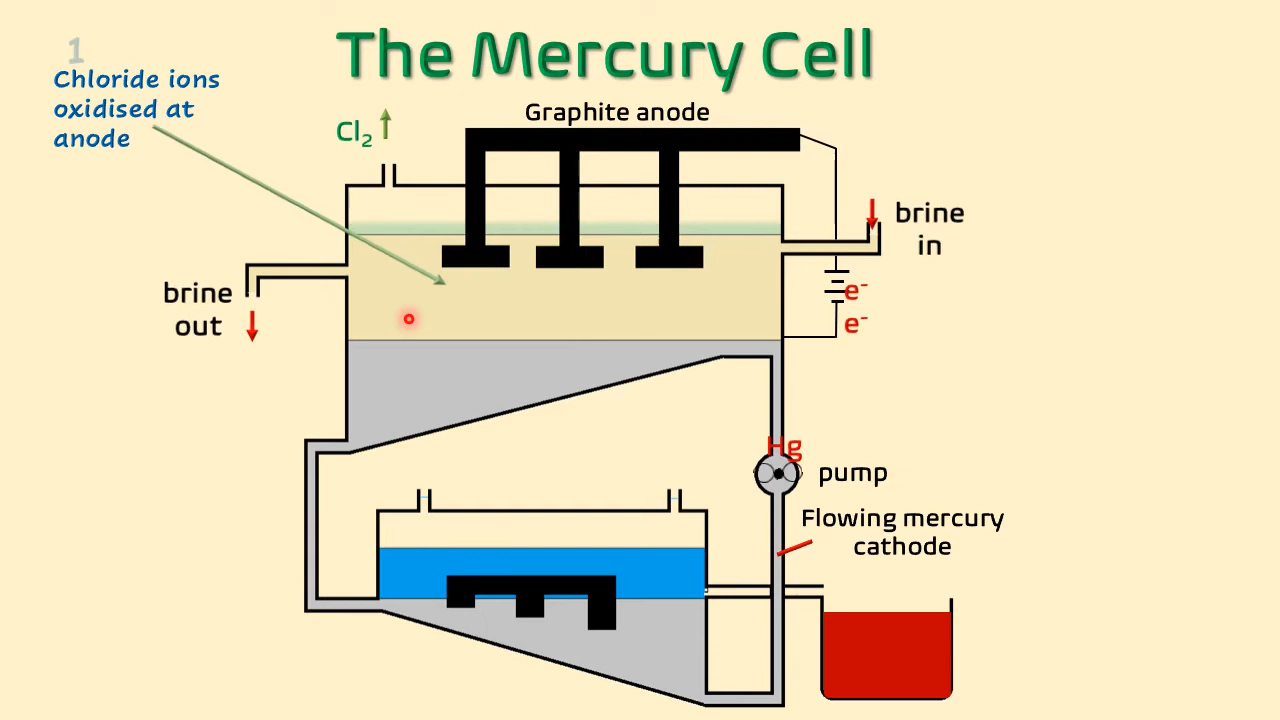 The Mercury Cell
1
Chloride ions
oxidised at
anode
Cl₂
Graphite anode
brine
in
brine
out
e⁻
e⁻
Hg
pump
Flowing mercury
cathode